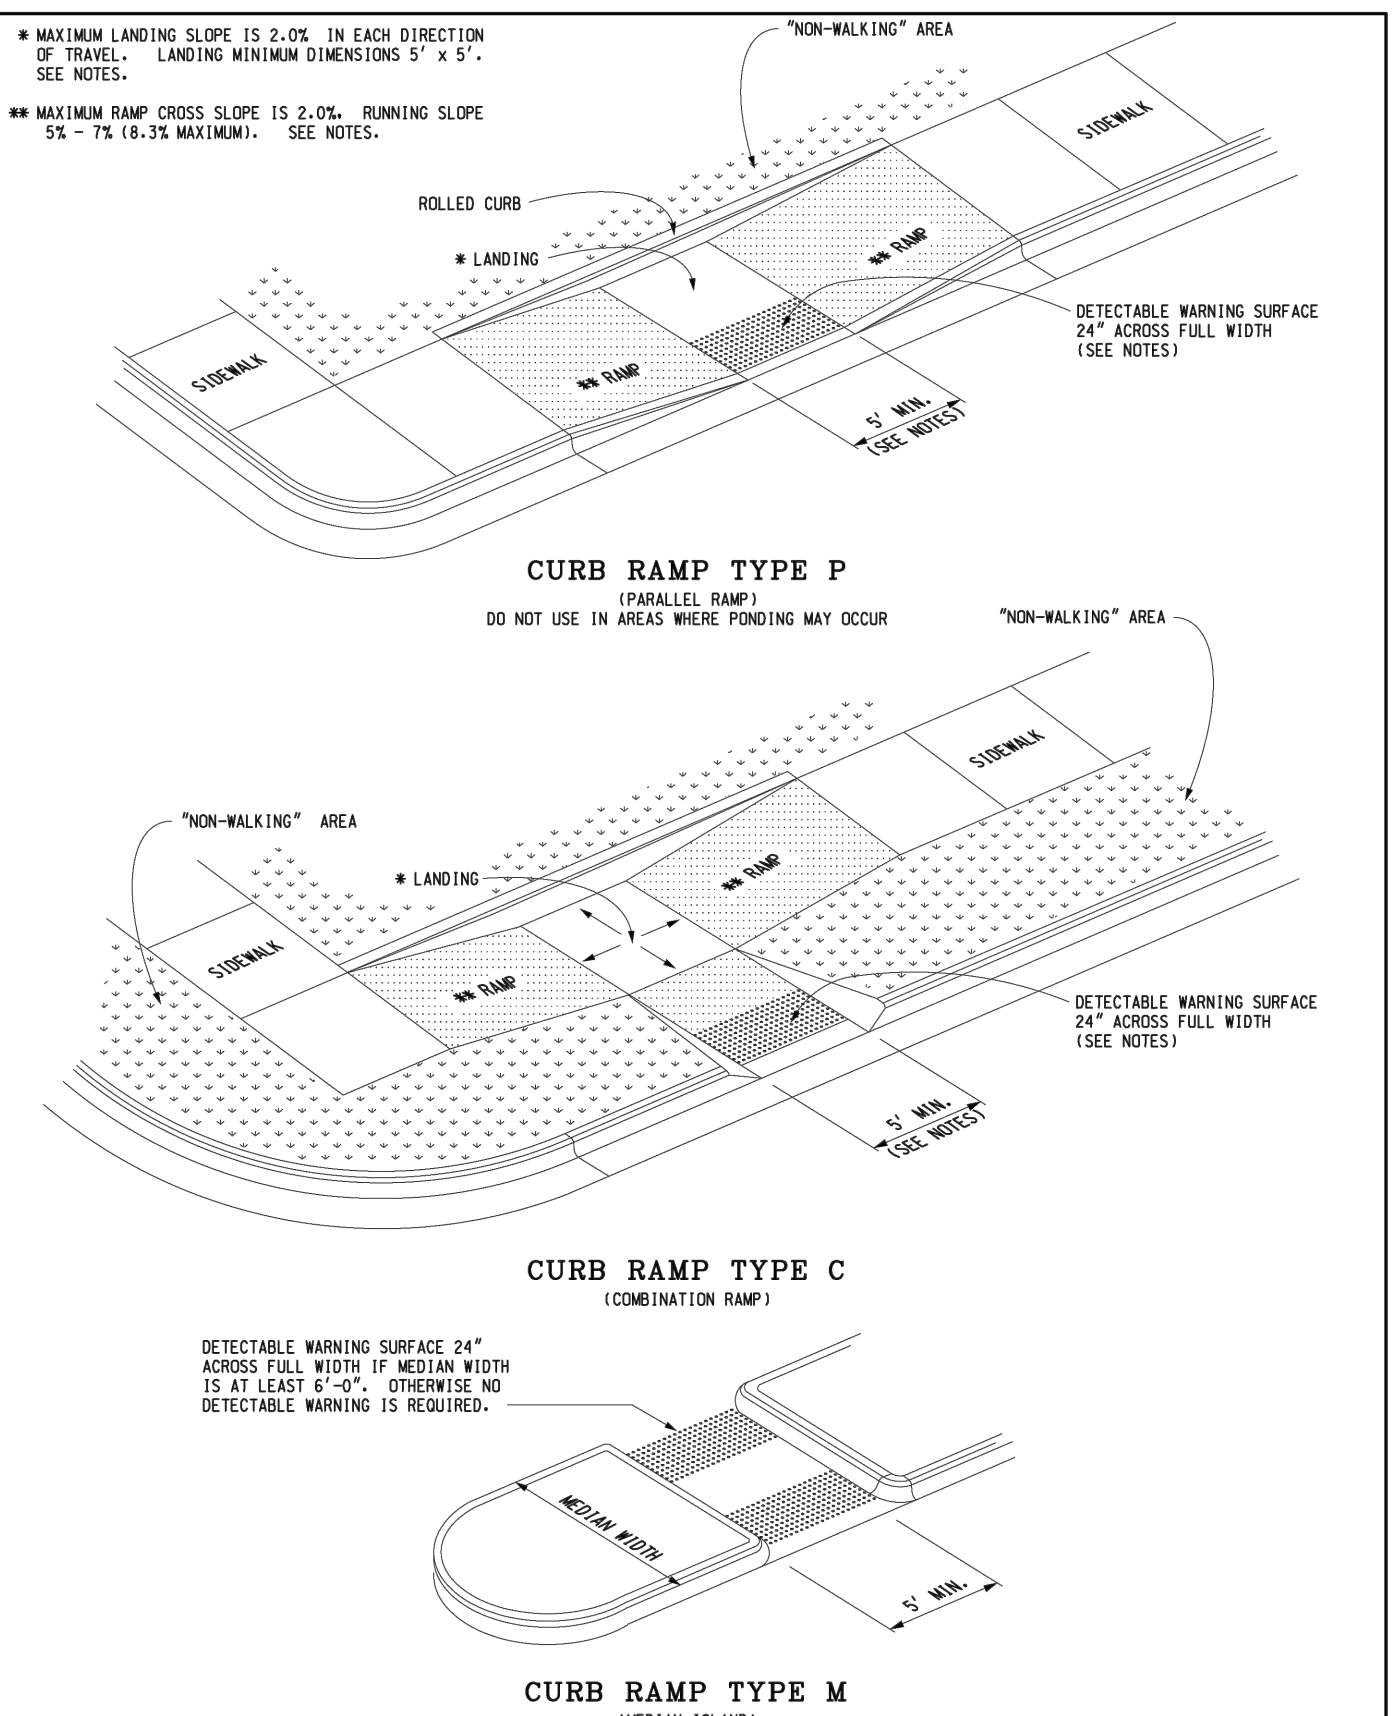 * MAXIMUM LANDING SLOPE IS 2.0% IN EACH DIRECTION
OF TRAVEL. LANDING MINIMUM DIMENSIONS 5' x 5'.
SEE NOTES.
** MAXIMUM RAMP CROSS SLOPE IS 2.0%. RUNNING SLOPE
5% - 7% (8.3% MAXIMUM). SEE NOTES.
"NON-WALKING" AREA
SIDEWALK
ROLLED CURB
* LANDING
** RAMP
DETECTABLE WARNING SURFACE
24" ACROSS FULL WIDTH
(SEE NOTES)
SIDEWALK
** RAMP
5' MIN.
(SEE NOTES)
CURB RAMP TYPE P
(PARALLEL RAMP)
DO NOT USE IN AREAS WHERE PONDING MAY OCCUR
"NON-WALKING" AREA
SIDEWALK
"NON-WALKING" AREA
* LANDING
** RAMP
SIDEWALK
** RAMP
DETECTABLE WARNING SURFACE
24" ACROSS FULL WIDTH
(SEE NOTES)
5' MIN.
(SEE NOTES)
CURB RAMP TYPE C
(COMBINATION RAMP)
DETECTABLE WARNING SURFACE 24"
ACROSS FULL WIDTH IF MEDIAN WIDTH
IS AT LEAST 6'-0". OTHERWISE NO
DETECTABLE WARNING IS REQUIRED.
MEDIAN WIDTH
5' MIN.
CURB RAMP TYPE M